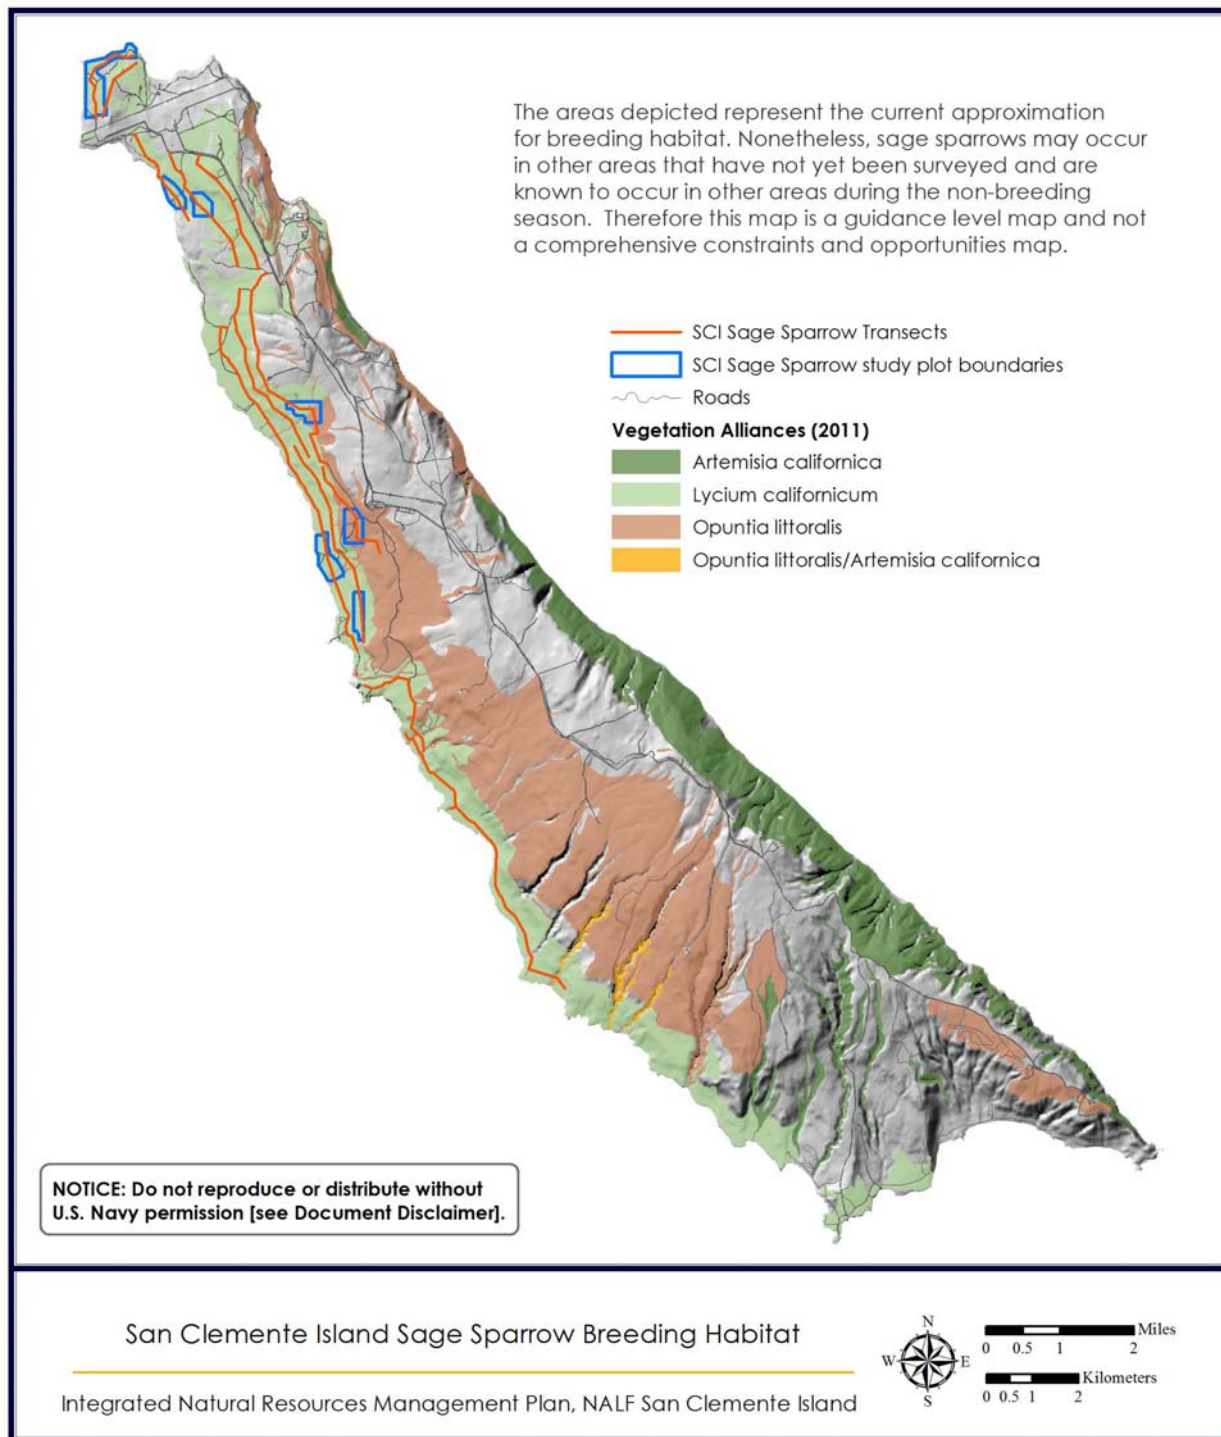 The areas depicted represent the current approximation
for breeding habitat. Nonetheless, sage sparrows may occur
in other areas that have not yet been surveyed and are
known to occur in other areas during the non-breeding
season.  Therefore this map is a guidance level map and not
a comprehensive constraints and opportunities map.
SCI Sage Sparrow Transects
SCI Sage Sparrow study plot boundaries
Roads
Vegetation Alliances (2011)
Artemisia californica
Lycium californicum
Opuntia littoralis
Opuntia littoralis/Artemisia californica
NOTICE: Do not reproduce or distribute without
U.S. Navy permission [see Document Disclaimer].
San Clemente Island Sage Sparrow Breeding Habitat
Integrated Natural Resources Management Plan, NALF San Clemente Island
N
W E
S
Miles
0 0.5 1 2
Kilometers
0 0.5 1 2